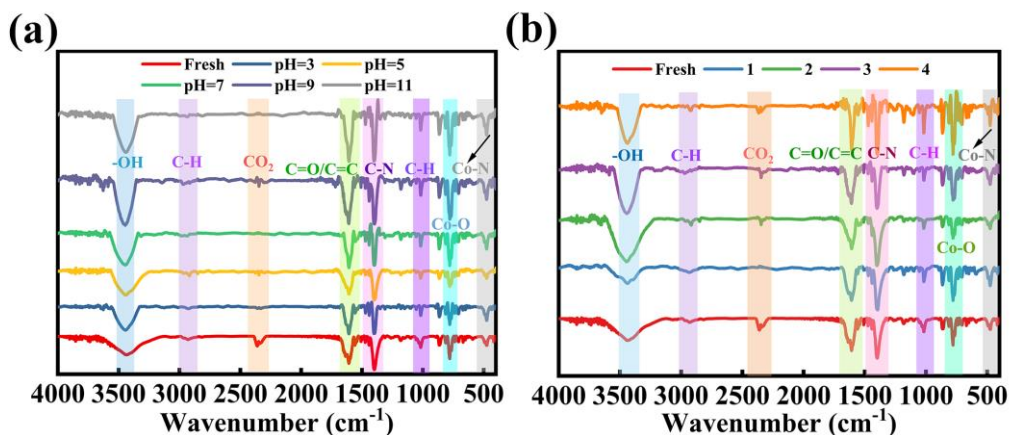 (a)
Fresh pH=3 pH=5
pH=7 pH=9 pH=11
-OH C-H CO₂ C=O/C=C C-N C-H Co-N
Co-O
4000 3500 3000 2500 2000 1500 1000 500
Wavenumber (cm⁻¹)
(b)
Fresh 1 2 3 4
-OH C-H CO₂ C=O/C=C C-N C-H Co-N
Co-O
4000 3500 3000 2500 2000 1500 1000 500
Wavenumber (cm⁻¹)